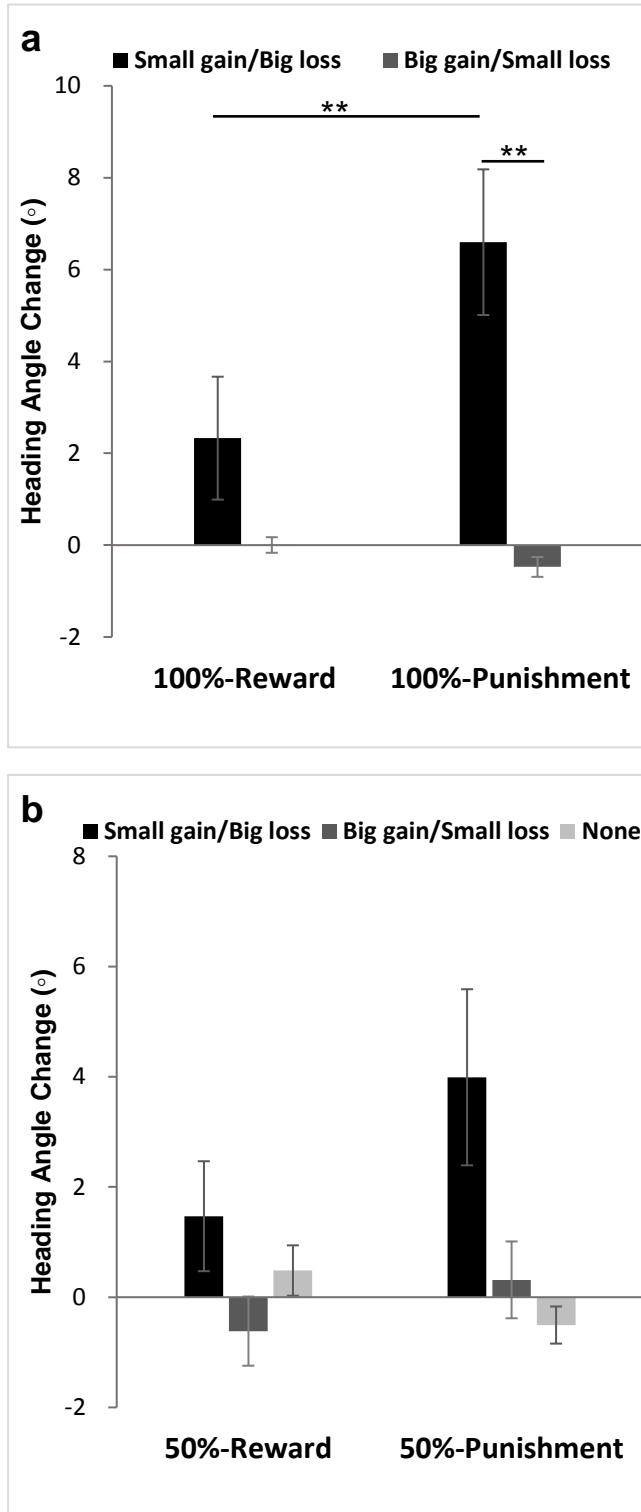 a
Small gain/Big loss Big gain/Small loss
10
**
**
8
6
4
2
0
-2
Heading Angle Change (○)
100%-Reward 100%-Punishment
b
Small gain/Big loss Big gain/Small loss None
8
6
4
2
0
-2
Heading Angle Change (○)
50%-Reward 50%-Punishment